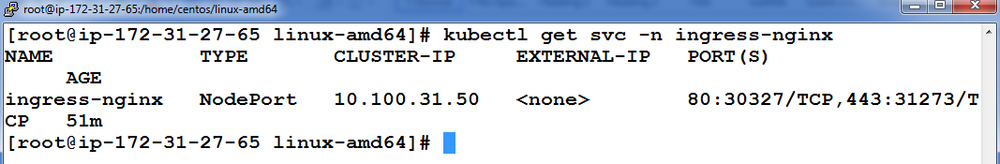 root@ip-172-31-27-65:/home/centos/linux-amd64
[root@ip-172-31-27-65 linux-amd64]# kubectl get svc -n ingress-nginx
NAME            TYPE       CLUSTER-IP     EXTERNAL-IP   PORT(S)
     AGE
ingress-nginx   NodePort   10.100.31.50   <none>        80:30327/TCP,443:31273/T
CP   51m
[root@ip-172-31-27-65 linux-amd64]#